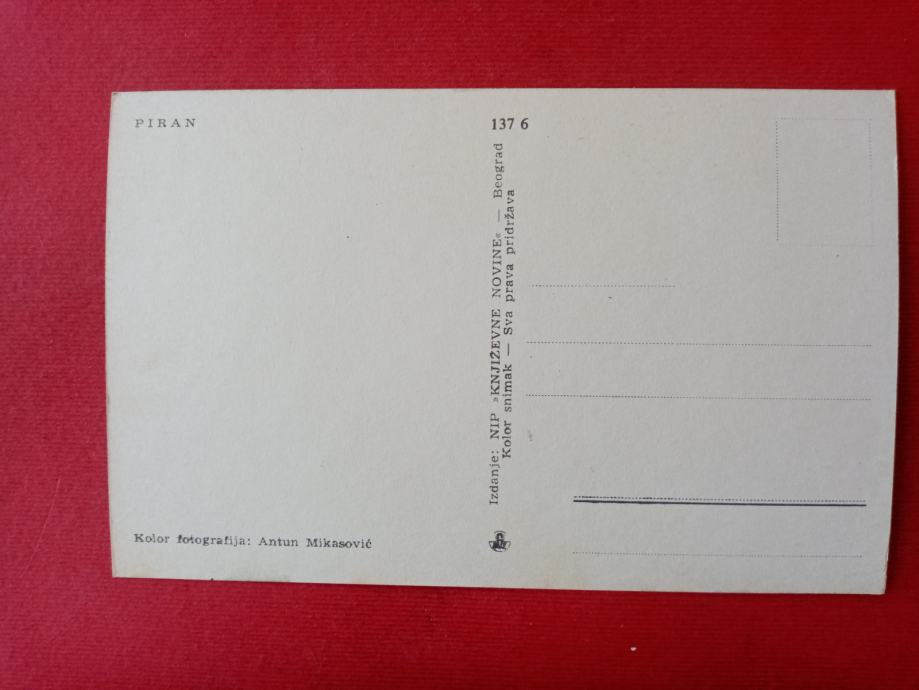 PIRAN
137 6
Izdanje: NIP »KNJIŽEVNE NOVINE« — Beograd
Kolor snimak — Sva prava pridržava
Kolor fotografija: Antun Mikasović